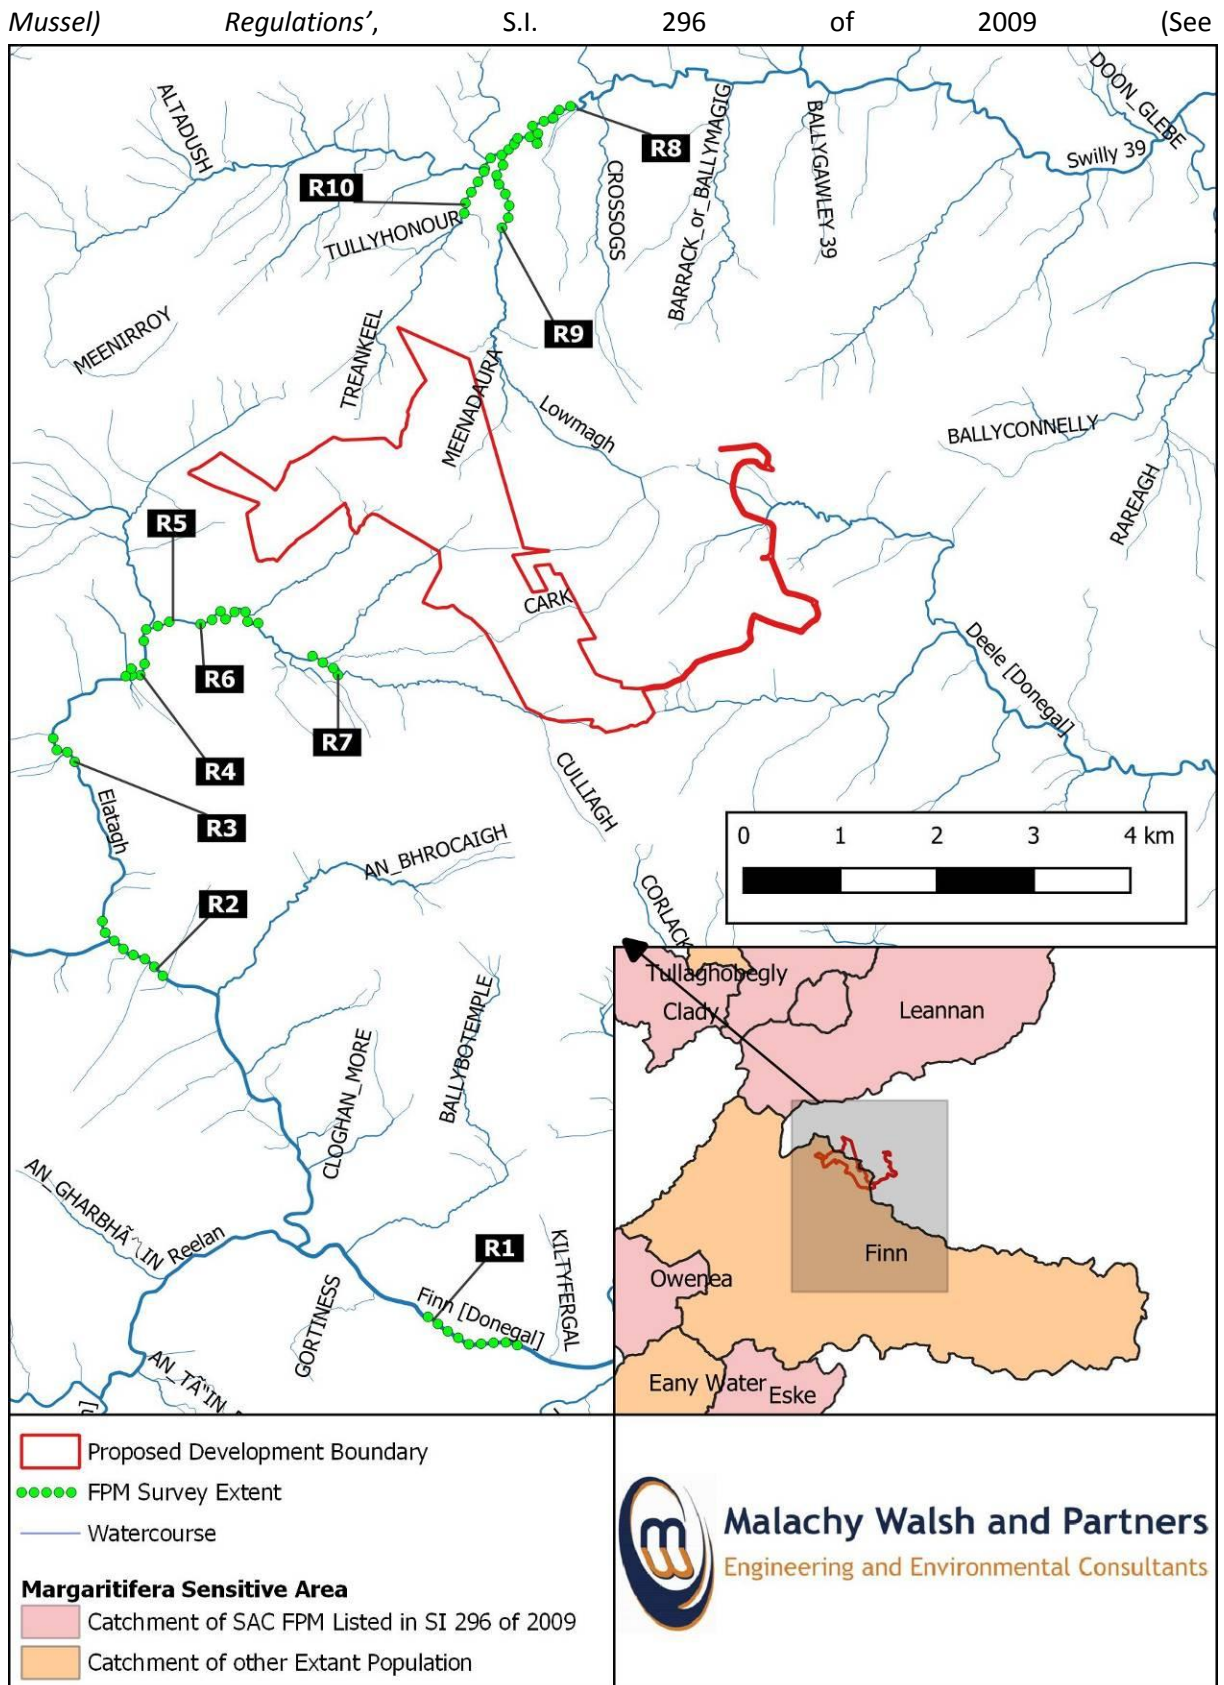 Mussel) Regulations', S.I. 296 of 2009 (See
ALTADUSH
DOON_GLEBE
R8
R10
CROSSOGS
BARRACK_or_BALLYMAGIG
BALLYGAWLEY 39
Swilly 39
TULLYHONOUR
R9
MEENIRROY
TREANKEEL
MEENADAURA
Lowmagh
BALLYCONNELLY
RAREAGH
R5
CARK
R6
R7
Deele [Donegal]
R4
CULLIAGH
R3
Elatagh
0 1 2 3 4 km
AN_BHROCAIGH
R2
CORLACK
Tullaghobegly
Clady
Leannan
BALLYBOTEMPLE
CLOGHAN_MORE
AN_GHARBHÃ
IN
Reelan
R1
KILTYFERGAL
Finn
Owenea
GORTINESS
Finn [Donegal]
AN_TÃ"IN_
n]
Eany Water
Eske
Proposed Development Boundary
FPM Survey Extent
Watercourse
Margaritifera Sensitive Area
Catchment of SAC FPM Listed in SI 296 of 2009
Catchment of other Extant Population
Malachy Walsh and Partners
Engineering and Environmental Consultants